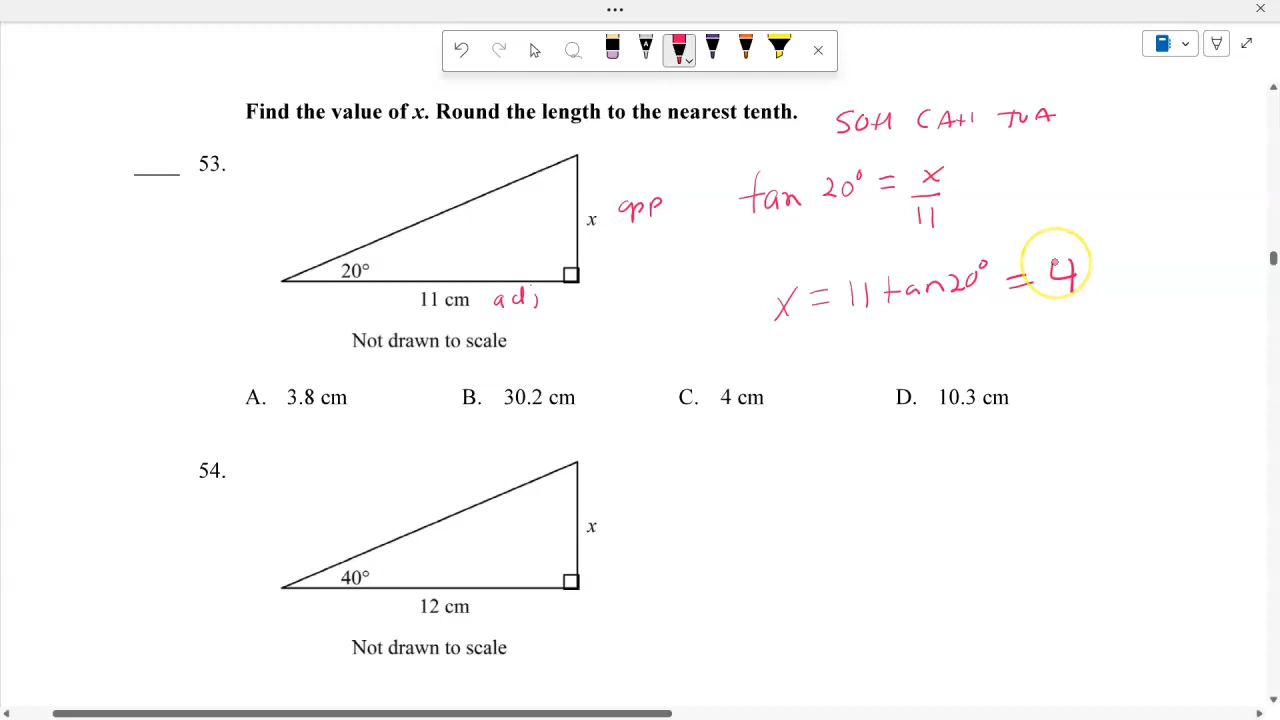 Find the value of x. Round the length to the nearest tenth.
SOH CAH TOA
53.
x
opp
tan 20° = x/11
20°
11 cm
adj
x = 11 tan 20° = 4
Not drawn to scale
A. 3.8 cm B. 30.2 cm C. 4 cm D. 10.3 cm
54.
x
40°
12 cm
Not drawn to scale